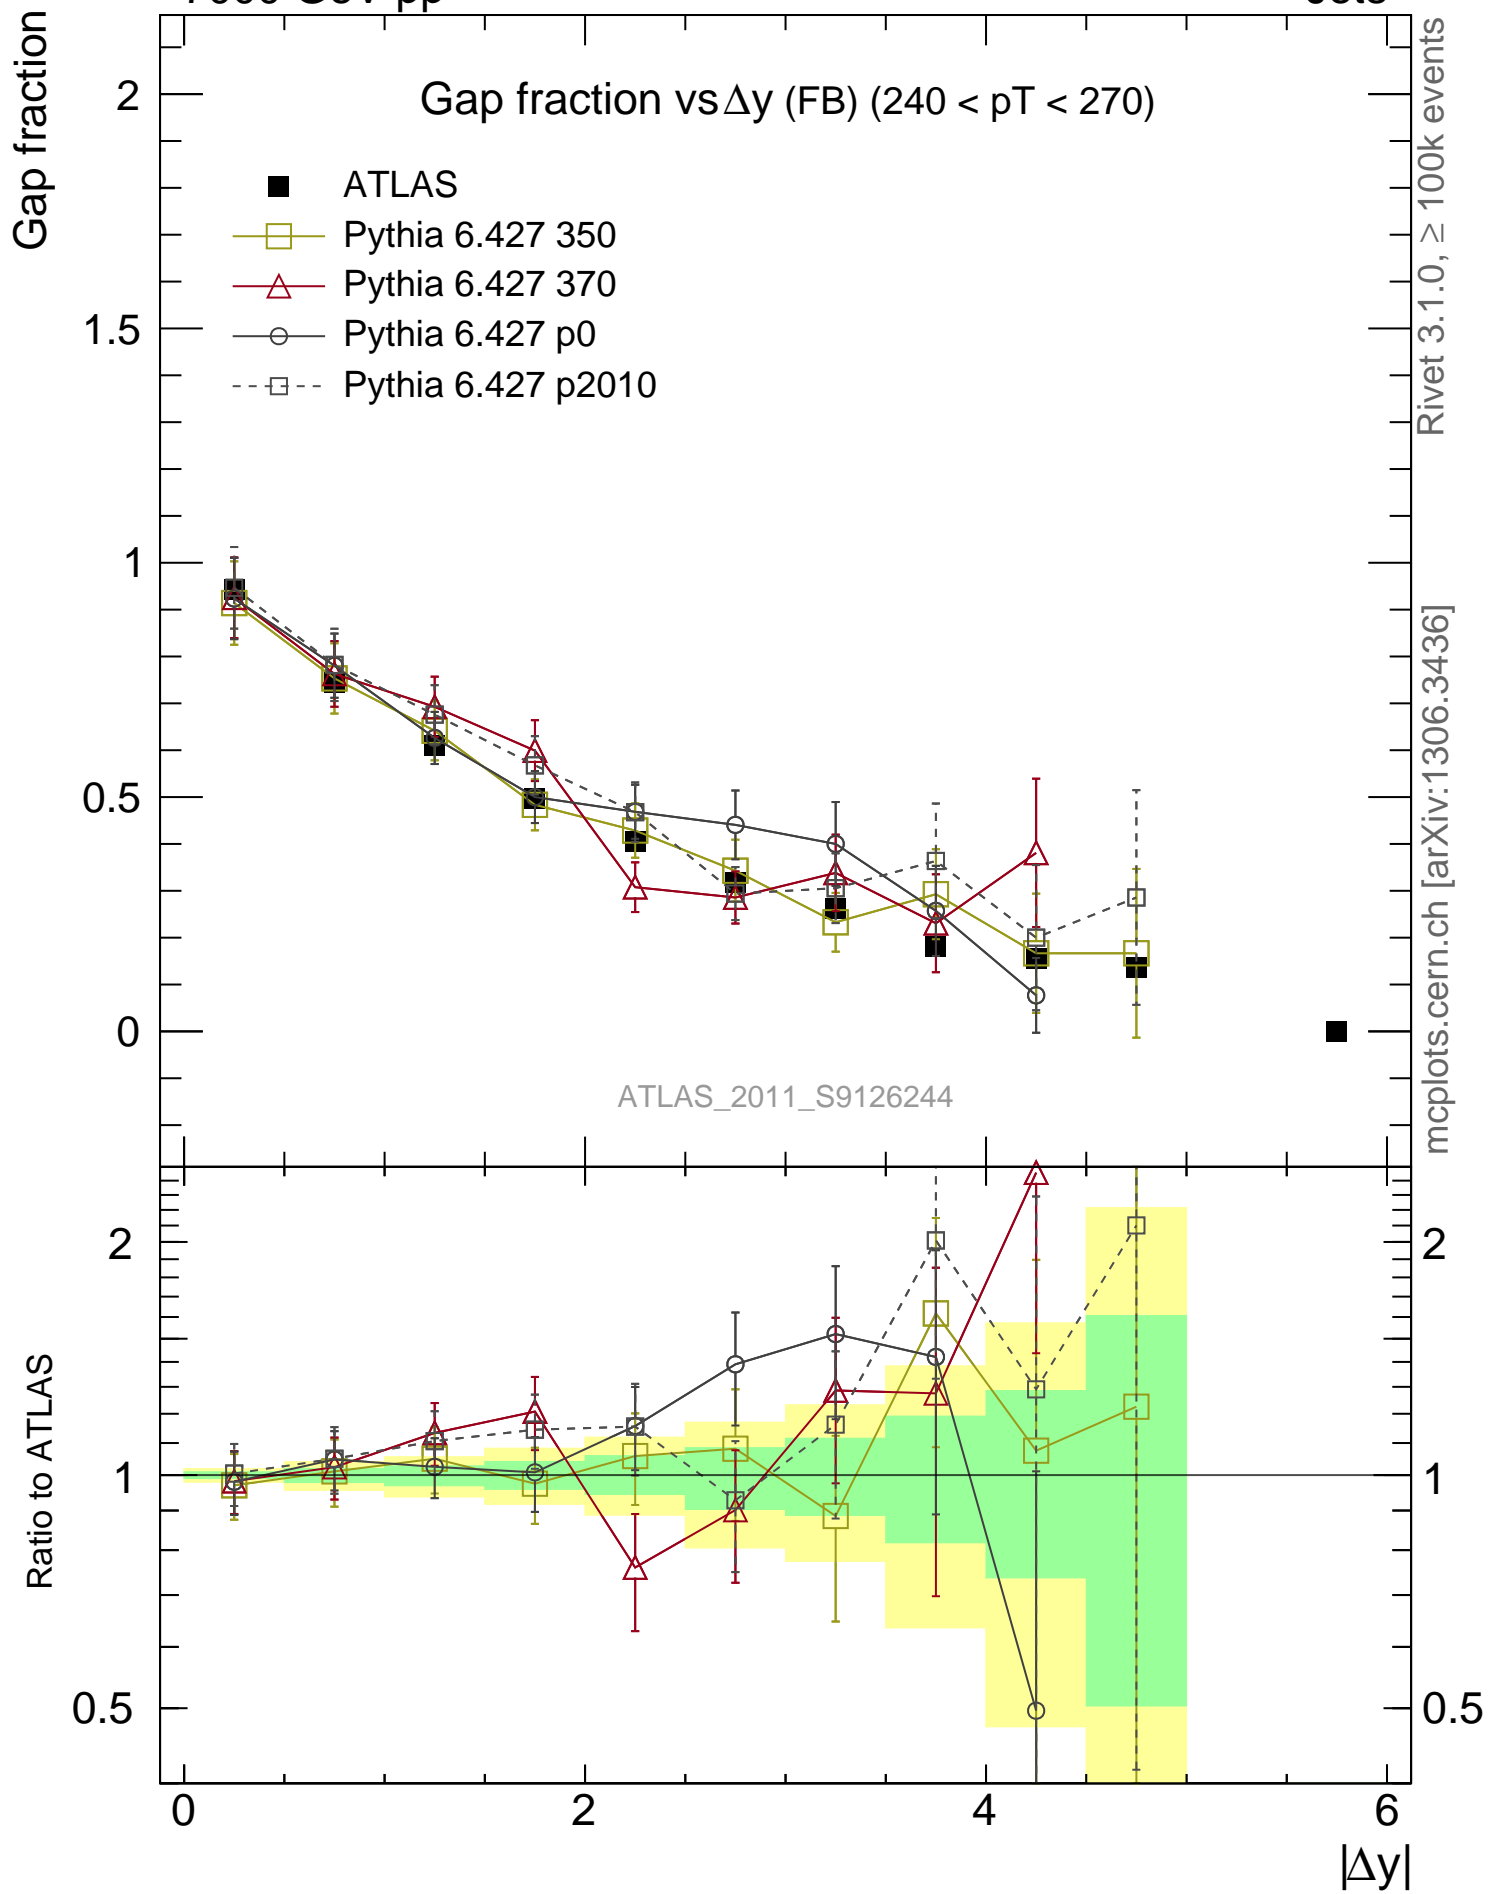 Gap fraction
Gap fraction vs Δy (FB) (240 < pT < 270)
ATLAS
Pythia 6.427 350
Pythia 6.427 370
Pythia 6.427 p0
Pythia 6.427 p2010
2
1.5
1
0.5
0
ATLAS_2011_S9126244
Rivet 3.1.0, ≥ 100k events
mcplots.cern.ch [arXiv:1306.3436]
Ratio to ATLAS
2
1
0.5
2
1
0.5
0 2 4 6
|Δy|